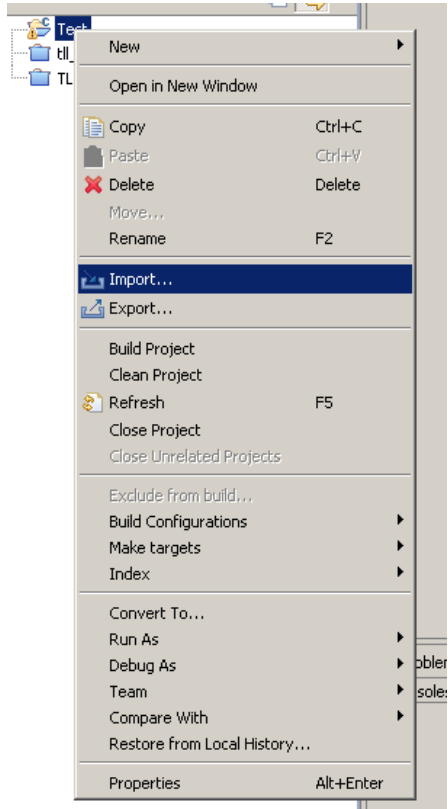 Test
tll_
TL
New
Open in New Window
Copy Ctrl+C
Paste Ctrl+V
Delete Delete
Move...
Rename F2
Import...
Export...
Build Project
Clean Project
Refresh F5
Close Project
Close Unrelated Projects
Exclude from build...
Build Configurations
Make targets
Index
Convert To...
Run As
Debug As
Team
Compare With
Restore from Local History...
Properties Alt+Enter
oblem
soles